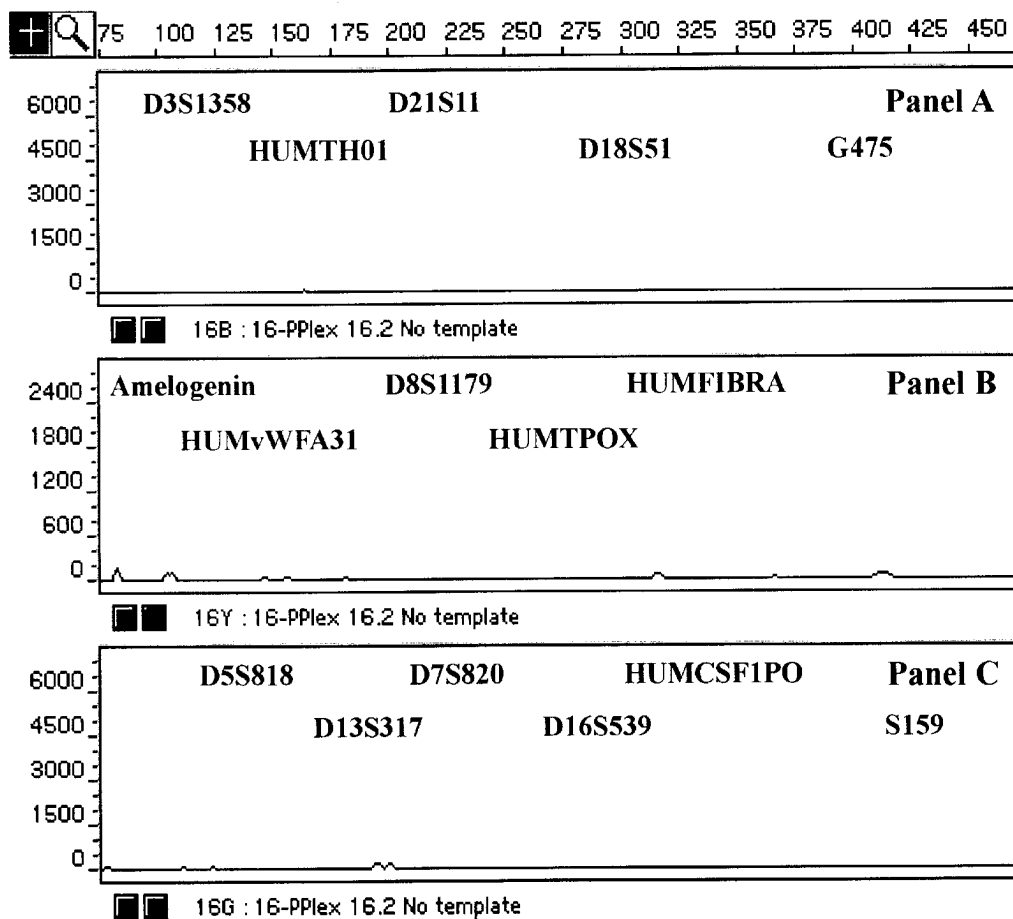 75 100 125 150 175 200 225 250 275 300 325 350 375 400 425 450
6000 D3S1358 D21S11 Panel A
4500 HUMTH01 D18S51 G475
3000
1500
0
16B : 16-PPlex 16.2 No template
2400 Amelogenin D8S1179 HUMFIBRA Panel B
1800 HUMvWFA31 HUMTPOX
1200
600
0
16Y : 16-PPlex 16.2 No template
6000 D5S818 D7S820 HUMCSF1PO Panel C
4500 D13S317 D16S539 S159
3000
1500
0
16G : 16-PPlex 16.2 No template